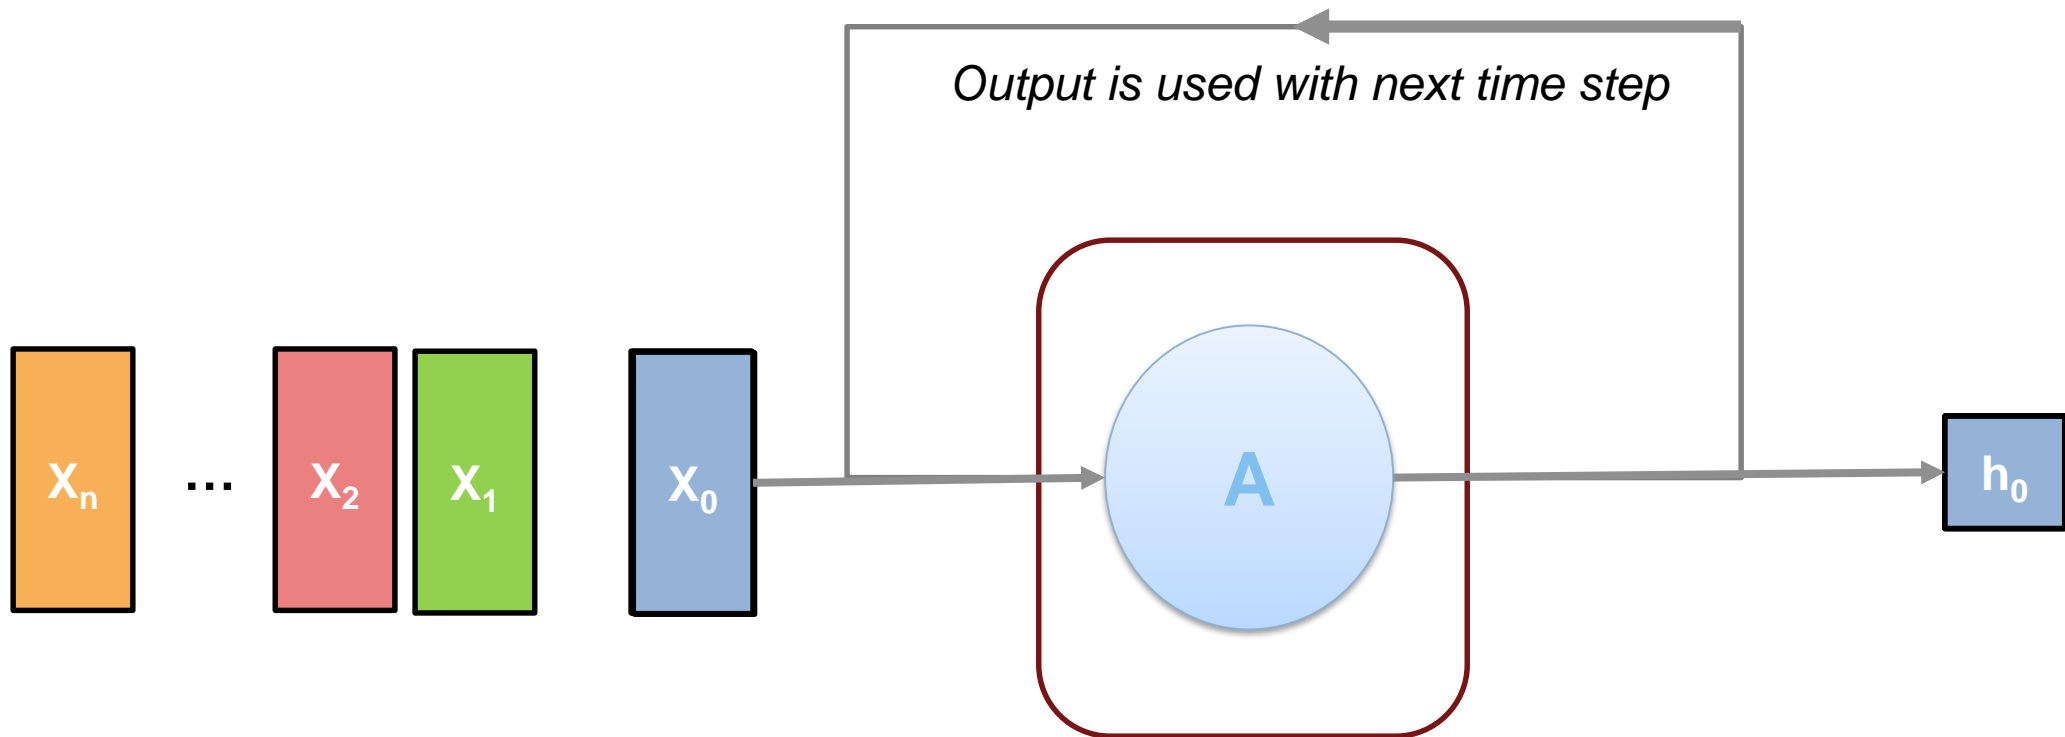 Output is used with next time step
Xn ... X2 X1 X0 A h0